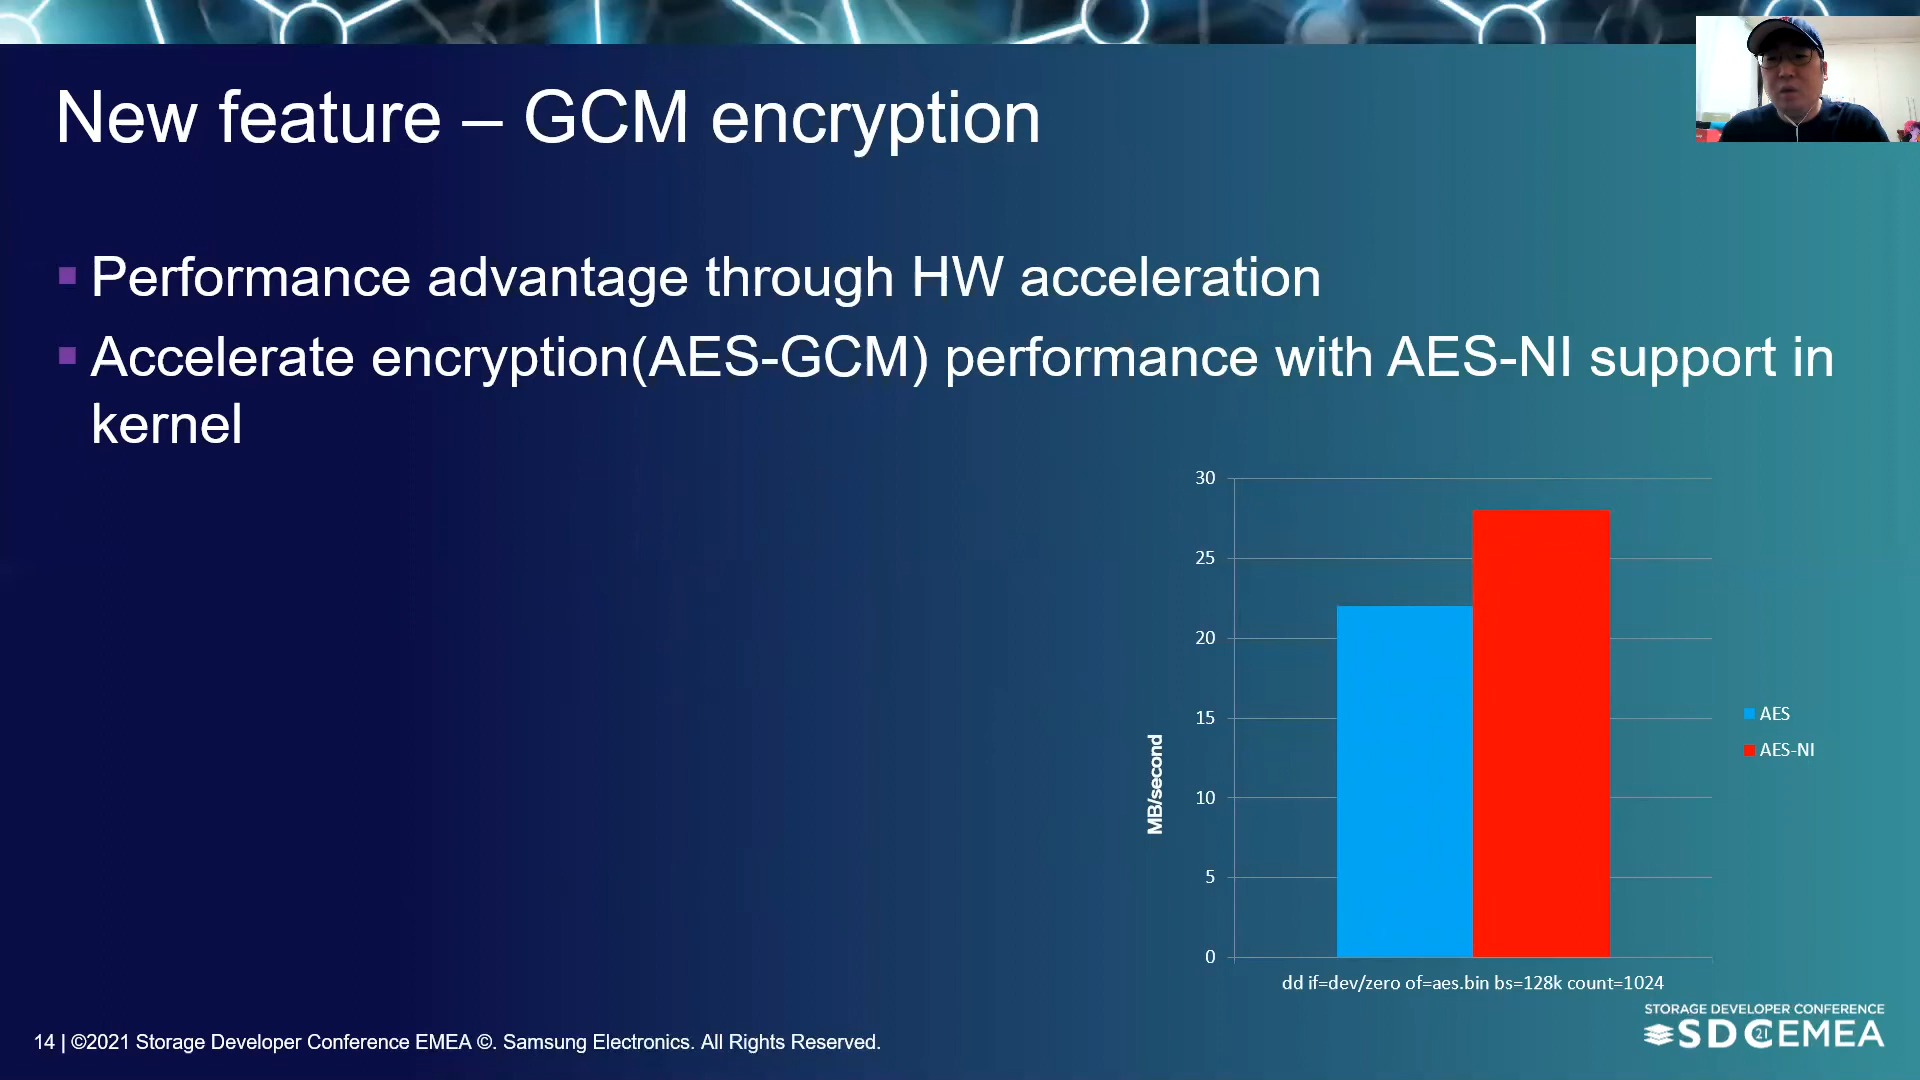 New feature – GCM encryption
Performance advantage through HW acceleration
Accelerate encryption(AES-GCM) performance with AES-NI support in
kernel
30
25
20
15
10
5
0
MB/second
AES
AES-NI
dd if=dev/zero of=aes.bin bs=128k count=1024
14 | ©2021 Storage Developer Conference EMEA ©. Samsung Electronics. All Rights Reserved.
STORAGE DEVELOPER CONFERENCE
SDC21EMEA